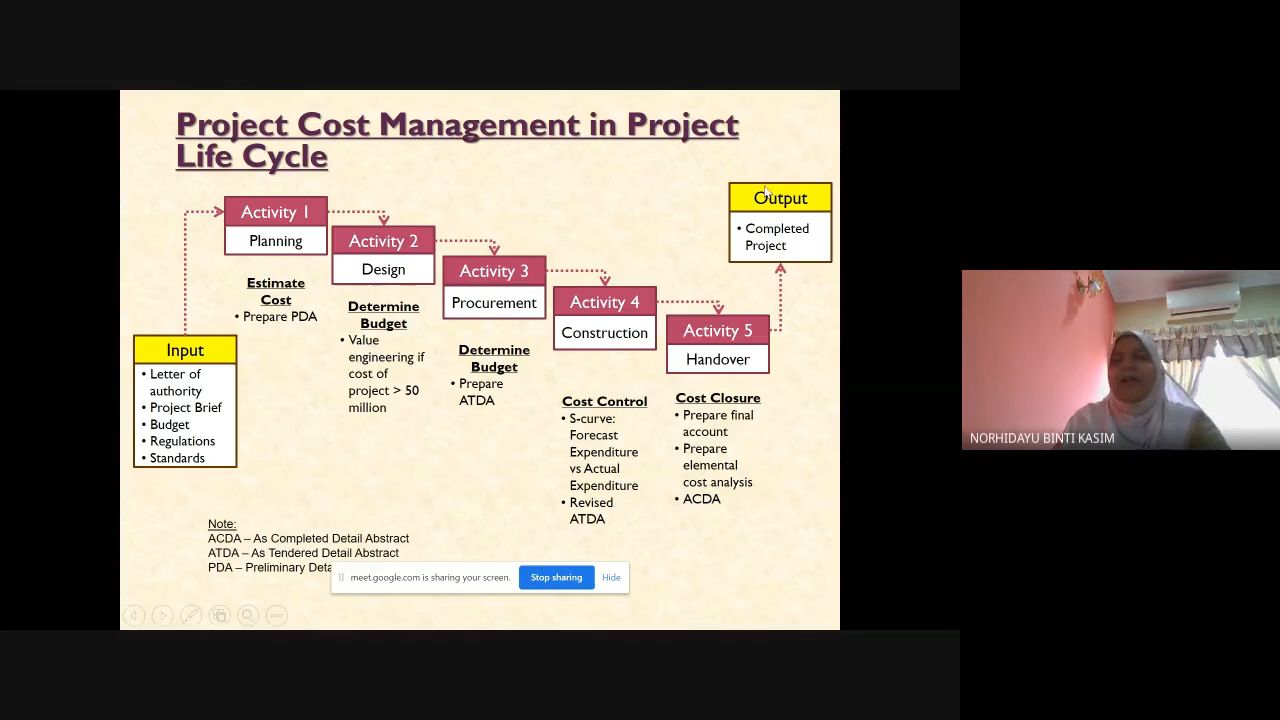 Project Cost Management in Project
Life Cycle
Output
• Completed
Project
Activity 1
Planning
Activity 2
Design
Activity 3
Procurement
Activity 4
Construction
Activity 5
Handover
Estimate
Cost
• Prepare PDA
Determine
Budget
• Value
engineering if
cost of
project > 50
million
Determine
Budget
• Prepare
ATDA
Cost Control
• S-curve:
Forecast
Expenditure
vs Actual
Expenditure
• Revised
ATDA
Cost Closure
• Prepare final
account
• Prepare
elemental
cost analysis
• ACDA
Input
• Letter of
authority
• Project Brief
• Budget
• Regulations
• Standards
Note:
ACDA – As Completed Detail Abstract
ATDA – As Tendered Detail Abstract
PDA – Preliminary Deta
meet.google.com is sharing your screen.
Stop sharing
Hide
NORHIDAYU BINTI KASIM